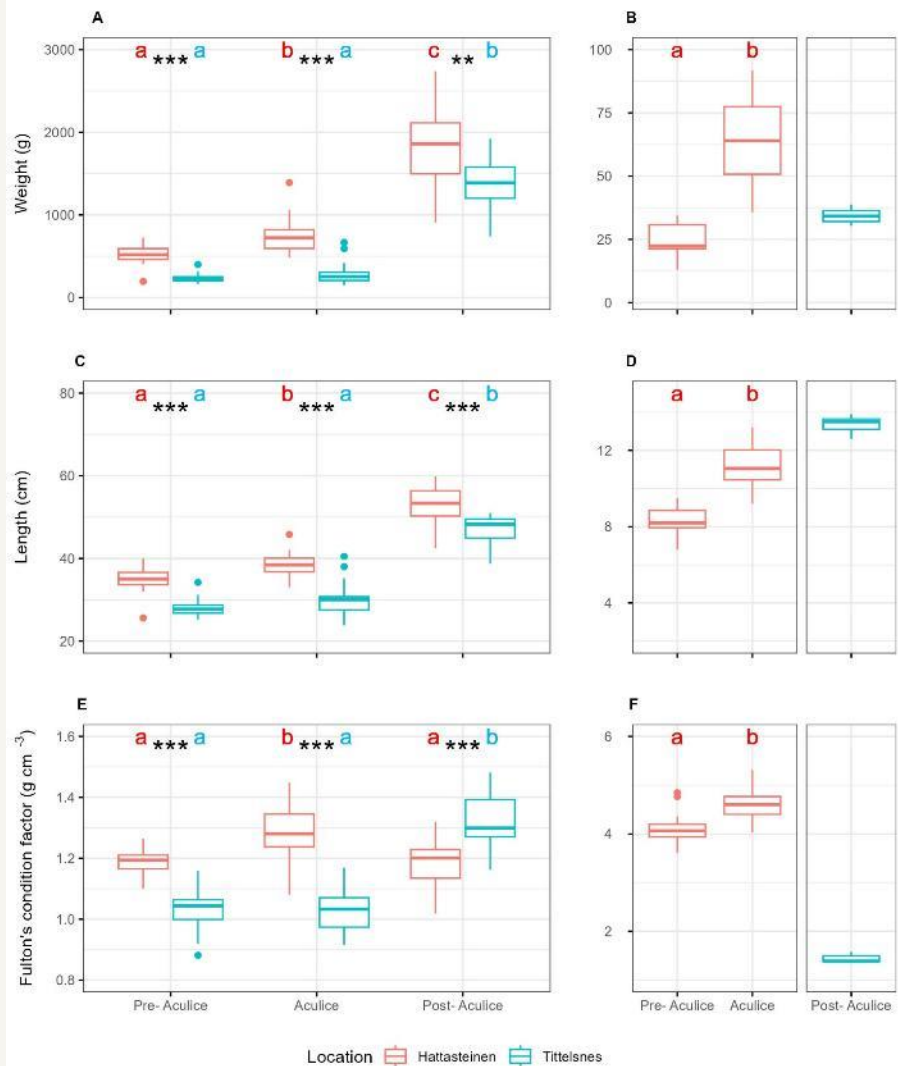 A B
a *** a b *** a c ** b a b
3000 100
2000 75
1000 50
0 25
0
Weight (g)
C D
a *** a b *** a c *** b a b
80
60 12
40 8
20 4
Length (cm)
E F
a *** a b *** a a *** b a b
1.6 6
1.4
1.2 4
1.0 2
0.8
Fulton's condition factor (g cm -3)
Pre- Aculice Aculice Post- Aculice Pre- Aculice Aculice Post- Aculice
Location Hattasteinen Tittelsnes